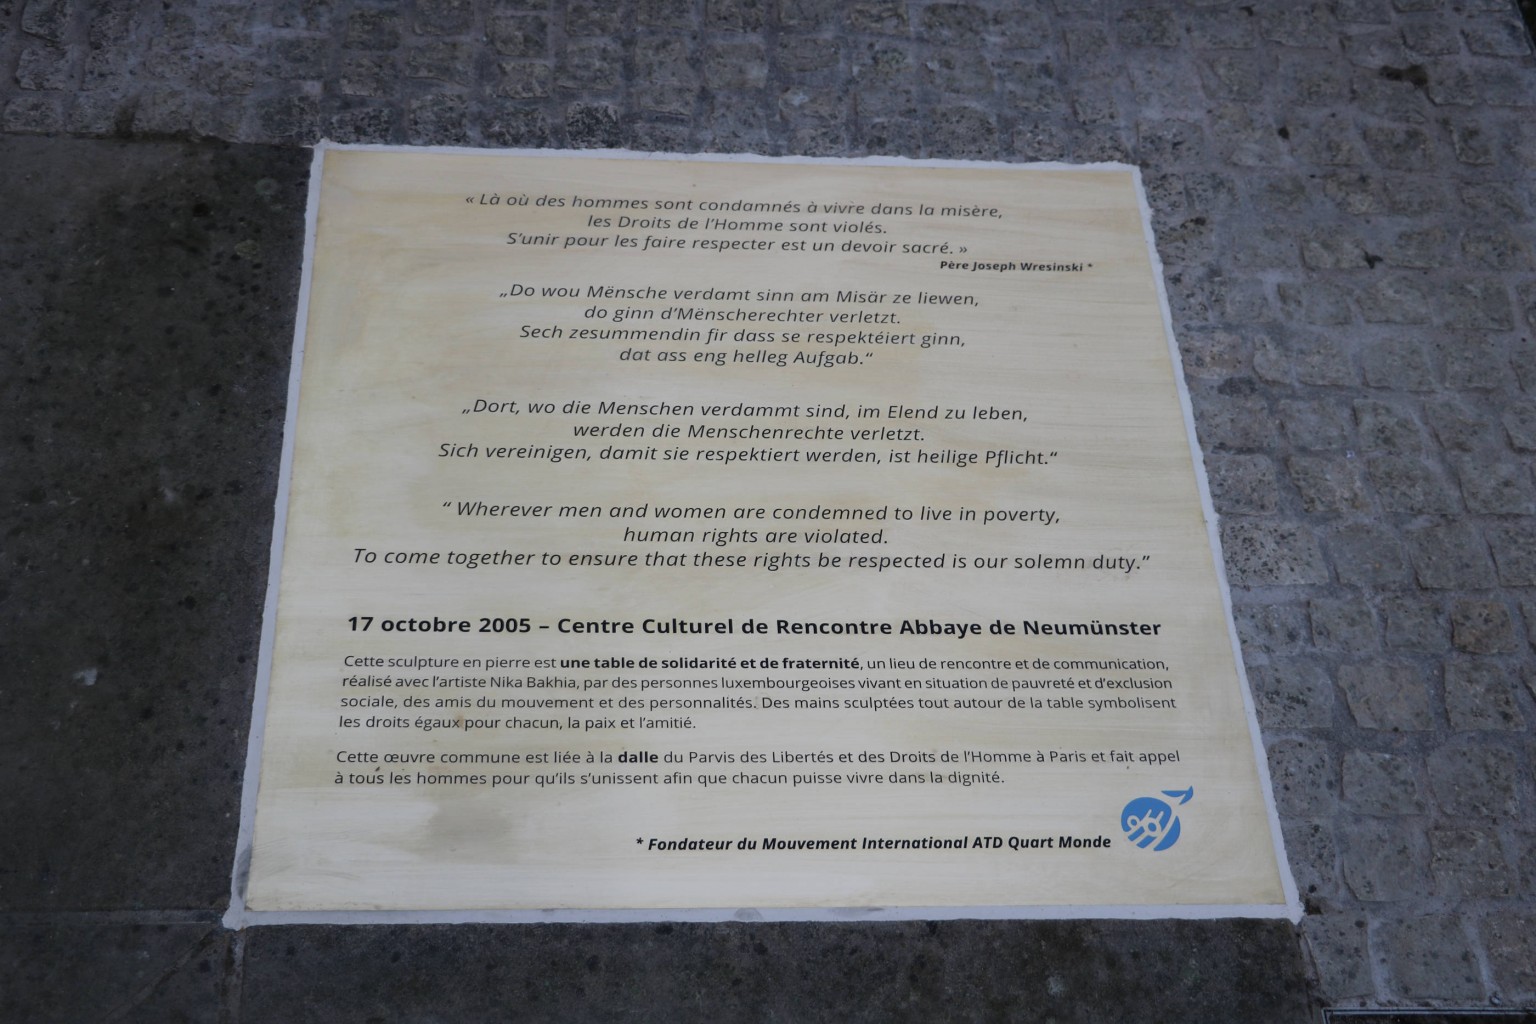 « Là où des hommes sont condamnés à vivre dans la misère,
les Droits de l'Homme sont violés.
S'unir pour les faire respecter est un devoir sacré. »
Père Joseph Wresinski *
„Do wou Mënsche verdamt sinn am Misär ze liewen,
do ginn d'Mënscherechter verletzt.
Sech zesummendin fir dass se respektéiert ginn,
dat ass eng helleg Aufgab.“
„Dort, wo die Menschen verdammt sind, im Elend zu leben,
werden die Menschenrechte verletzt.
Sich vereinigen, damit sie respektiert werden, ist heilige Pflicht.“
“ Wherever men and women are condemned to live in poverty,
human rights are violated.
To come together to ensure that these rights be respected is our solemn duty.”
17 octobre 2005 – Centre Culturel de Rencontre Abbaye de Neumünster
Cette sculpture en pierre est une table de solidarité et de fraternité, un lieu de rencontre et de communication,
réalisé avec l'artiste Nika Bakhia, par des personnes luxembourgeoises vivant en situation de pauvreté et d'exclusion
sociale, des amis du mouvement et des personnalités. Des mains sculptées tout autour de la table symbolisent
les droits égaux pour chacun, la paix et l'amitié.
Cette œuvre commune est liée à la dalle du Parvis des Libertés et des Droits de l'Homme à Paris et fait appel
à tous les hommes pour qu'ils s'unissent afin que chacun puisse vivre dans la dignité.
* Fondateur du Mouvement International ATD Quart Monde